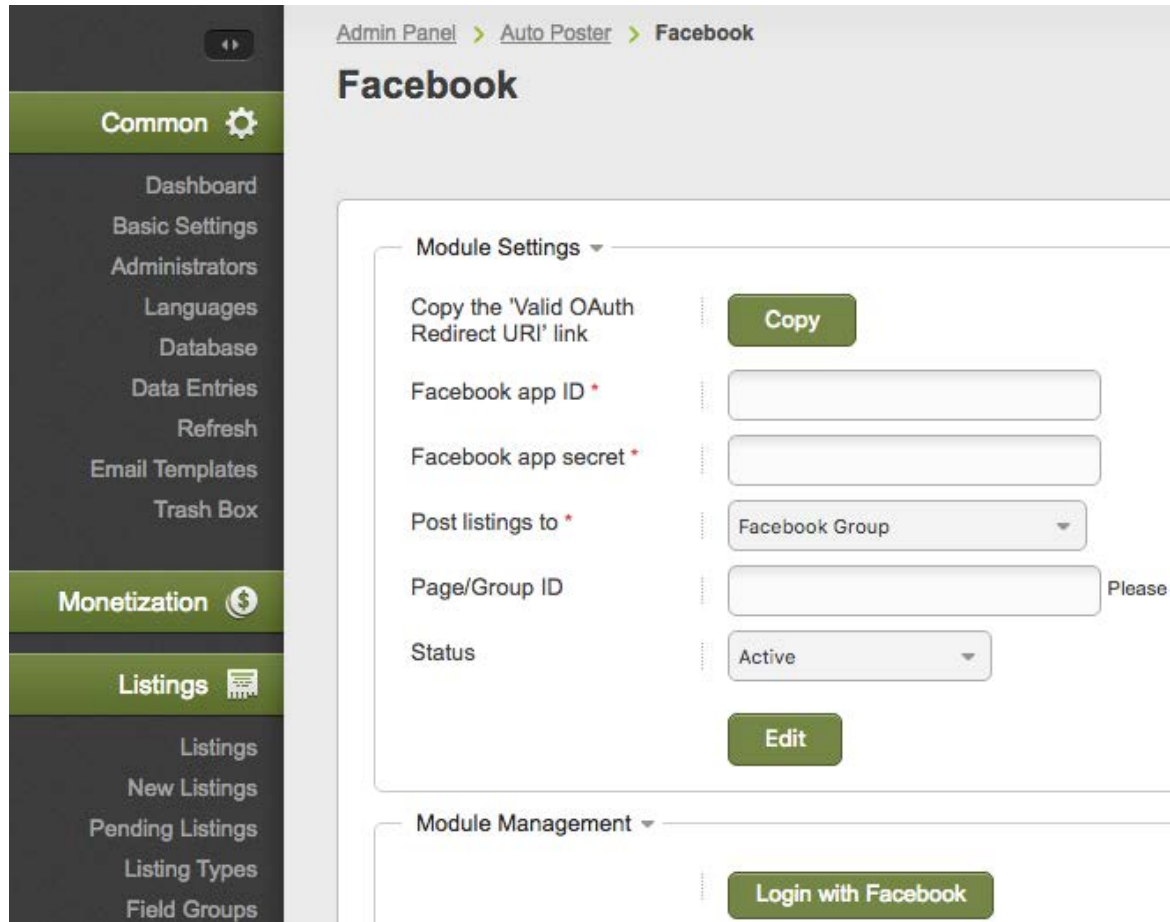 Admin Panel > Auto Poster > Facebook
Facebook
Common
Dashboard
Basic Settings
Administrators
Languages
Database
Data Entries
Refresh
Email Templates
Trash Box
Monetization
Listings
Listings
New Listings
Pending Listings
Listing Types
Field Groups
Module Settings
Copy the 'Valid OAuth
Redirect URI' link
Copy
Facebook app ID *
Facebook app secret *
Post listings to *
Facebook Group
Page/Group ID
Please
Status
Active
Edit
Module Management
Login with Facebook